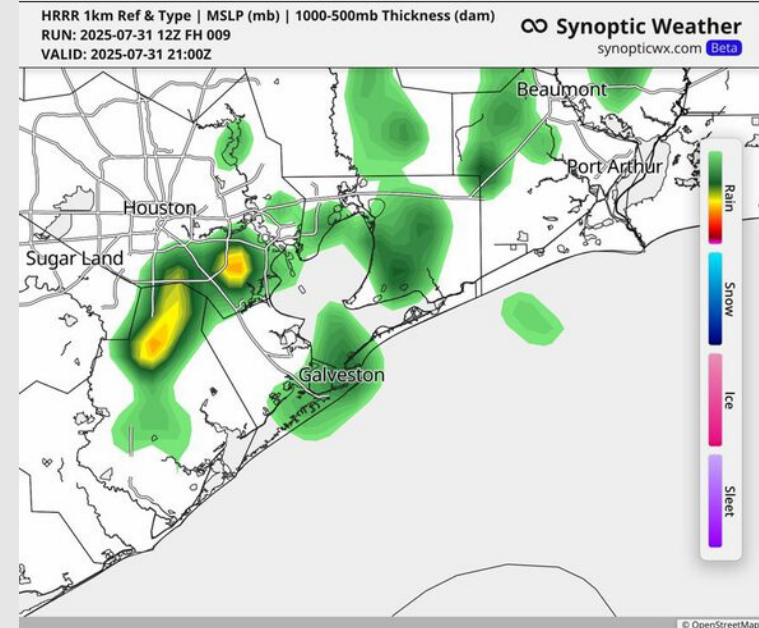 HRRR 1km Ref & Type | MSLP (mb) | 1000-500mb Thickness (dam)
RUN: 2025-07-31 12Z FH 009
VALID: 2025-07-31 21:00Z
Synoptic Weather
synopticwx.com Beta
Beaumont
Port Arthur
Houston
Sugar Land
Galveston
Rain
Snow
Ice
Sleet
© OpenStreetMap